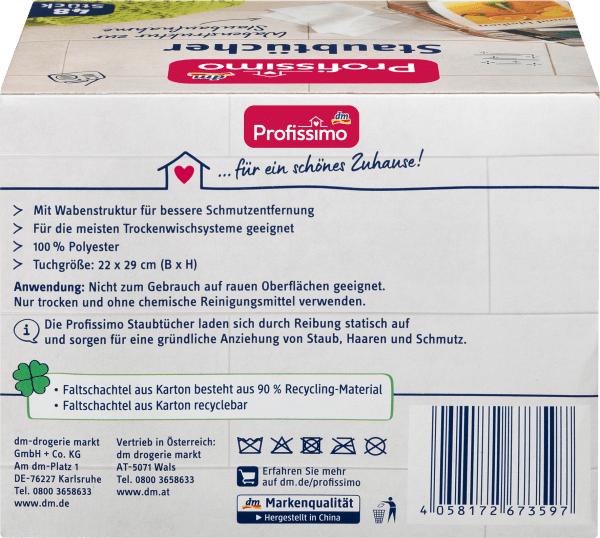 48
Stück
Wabenstruktur zur
Staubaufnahme
Staubtücher
Profissimo
dm
dm
Profissimo
...für ein schönes Zuhause!
> Mit Wabenstruktur für bessere Schmutzentfernung
> Für die meisten Trockenwischsysteme geeignet
> 100 % Polyester
> Tuchgröße: 22 x 29 cm (B x H)
Anwendung: Nicht zum Gebrauch auf rauen Oberflächen geeignet.
Nur trocken und ohne chemische Reinigungsmittel verwenden.
i Die Profissimo Staubtücher laden sich durch Reibung statisch auf
und sorgen für eine gründliche Anziehung von Staub, Haaren und Schmutz.
• Faltschachtel aus Karton besteht aus 90 % Recycling-Material
• Faltschachtel aus Karton recyclebar
dm-drogerie markt
GmbH + Co. KG
Am dm-Platz 1
DE-76227 Karlsruhe
Tel. 0800 3658633
www.dm.de
Vertrieb in Österreich:
dm drogerie markt
AT-5071 Wals
Tel. 0800 3658633
www.dm.at
Erfahren Sie mehr
auf dm.de/profissimo
dm Markenqualität
Hergestellt in China
4 058172 673597 >